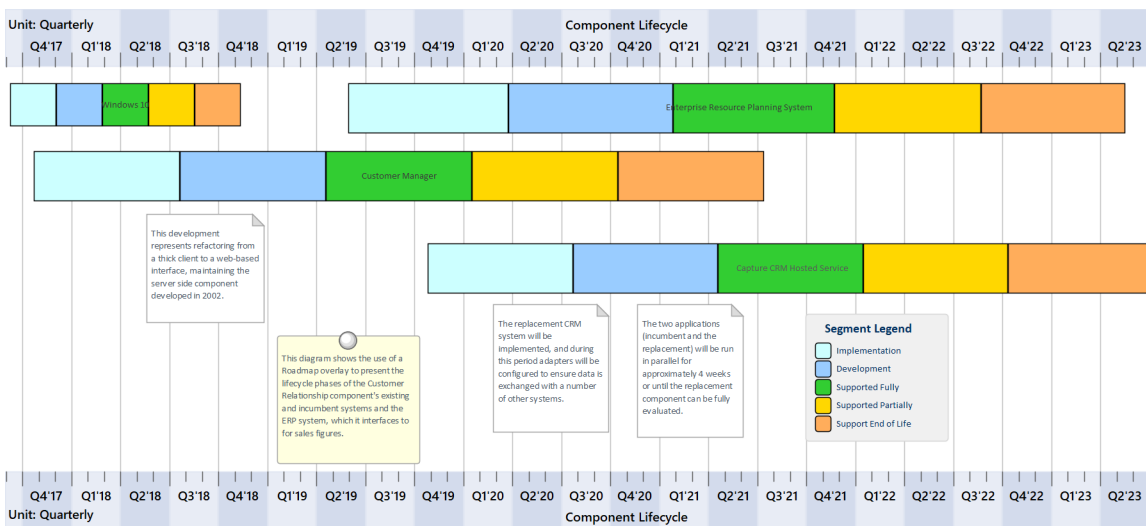 Unit: Quarterly Component Lifecycle
Q4'17 Q1'18 Q2'18 Q3'18 Q4'18 Q1'19 Q2'19 Q3'19 Q4'19 Q1'20 Q2'20 Q3'20 Q4'20 Q1'21 Q2'21 Q3'21 Q4'21 Q1'22 Q2'22 Q3'22 Q4'22 Q1'23 Q2'23
Windows 10
Enterprise Resource Planning System
Customer Manager
This development
represents refactoring from
a thick client to a web-based
interface, maintaining the
server side component
developed in 2002.
Capture CRM Hosted Service
This diagram shows the use of a
Roadmap overlay to present the
lifecycle phases of the Customer
Relationship component's existing
and incumbent systems and the
ERP system, which it interfaces to
for sales figures.
The replacement CRM
system will be
implemented, and during
this period adapters will be
configured to ensure data is
exchanged with a number
of other systems.
The two applications
(incumbent and the
replacement) will be run
in parallel for
approximately 4 weeks
or until the replacement
component can be fully
evaluated.
Segment Legend
Implementation
Development
Supported Fully
Supported Partially
Support End of Life
Q4'17 Q1'18 Q2'18 Q3'18 Q4'18 Q1'19 Q2'19 Q3'19 Q4'19 Q1'20 Q2'20 Q3'20 Q4'20 Q1'21 Q2'21 Q3'21 Q4'21 Q1'22 Q2'22 Q3'22 Q4'22 Q1'23 Q2'23
Unit: Quarterly Component Lifecycle